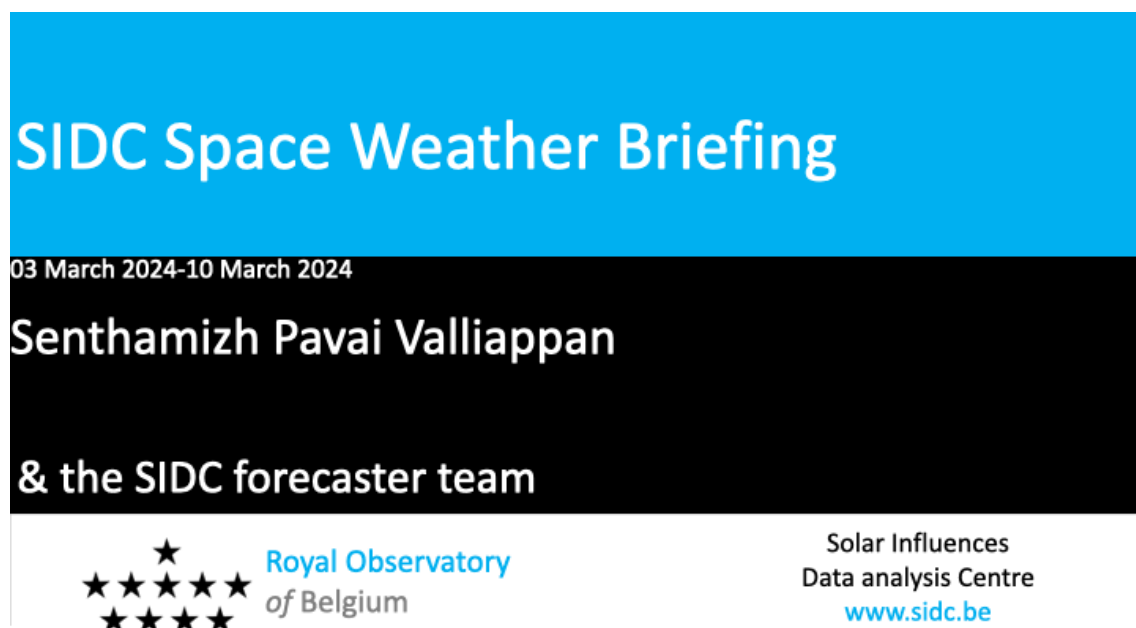 SIDC Space Weather Briefing
03 March 2024-10 March 2024
Senthamizh Pavai Valliappan
& the SIDC forecaster team
Royal Observatory
of Belgium
Solar Influences
Data analysis Centre
www.sidc.be